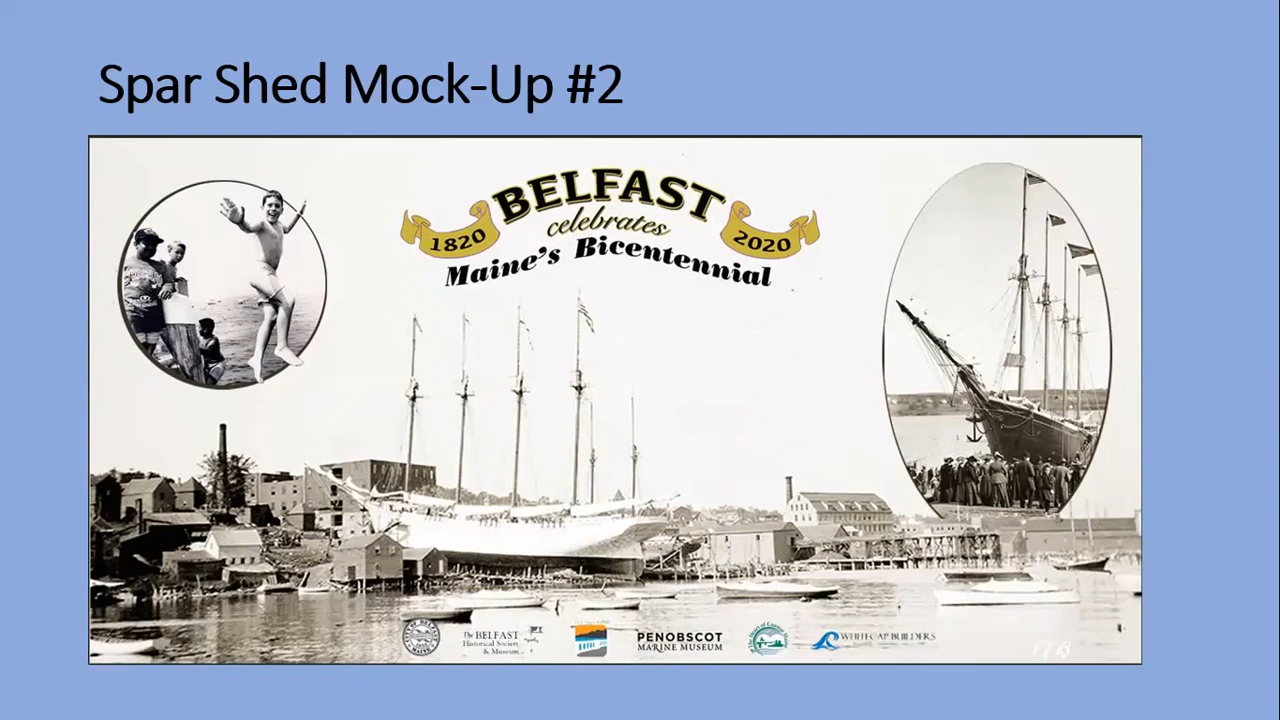 Spar Shed Mock-Up #2
BELFAST
1820 celebrates 2020
Maine's Bicentennial
The BELFAST
Historical Society
& Museum
PENOBSCOT
MARINE MUSEUM
WHITECAP BUILDERS